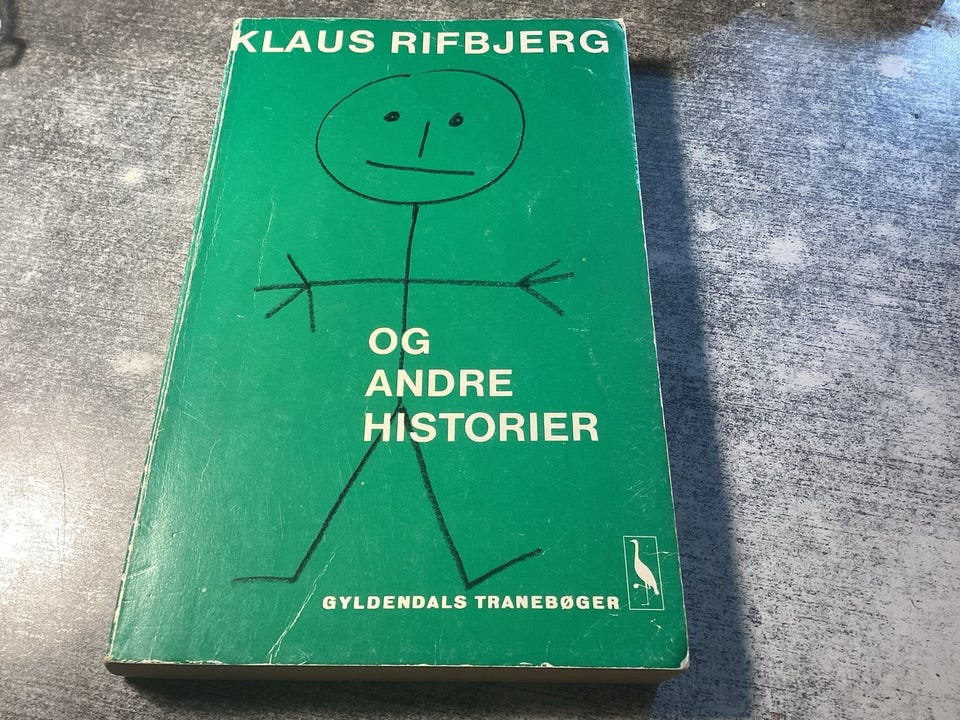 KLAUS RIFBJERG
OG
ANDRE
HISTORIER
GYLDENDALS TRANEBØGER